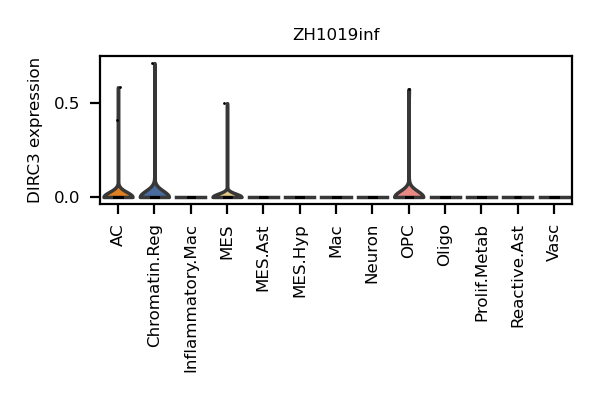 ZH1019inf
DIRC3 expression
0.5
0.0
AC
Chromatin.Reg
Inflammatory.Mac
MES
MES.Ast
MES.Hyp
Mac
Neuron
OPC
Oligo
Prolif.Metab
Reactive.Ast
Vasc